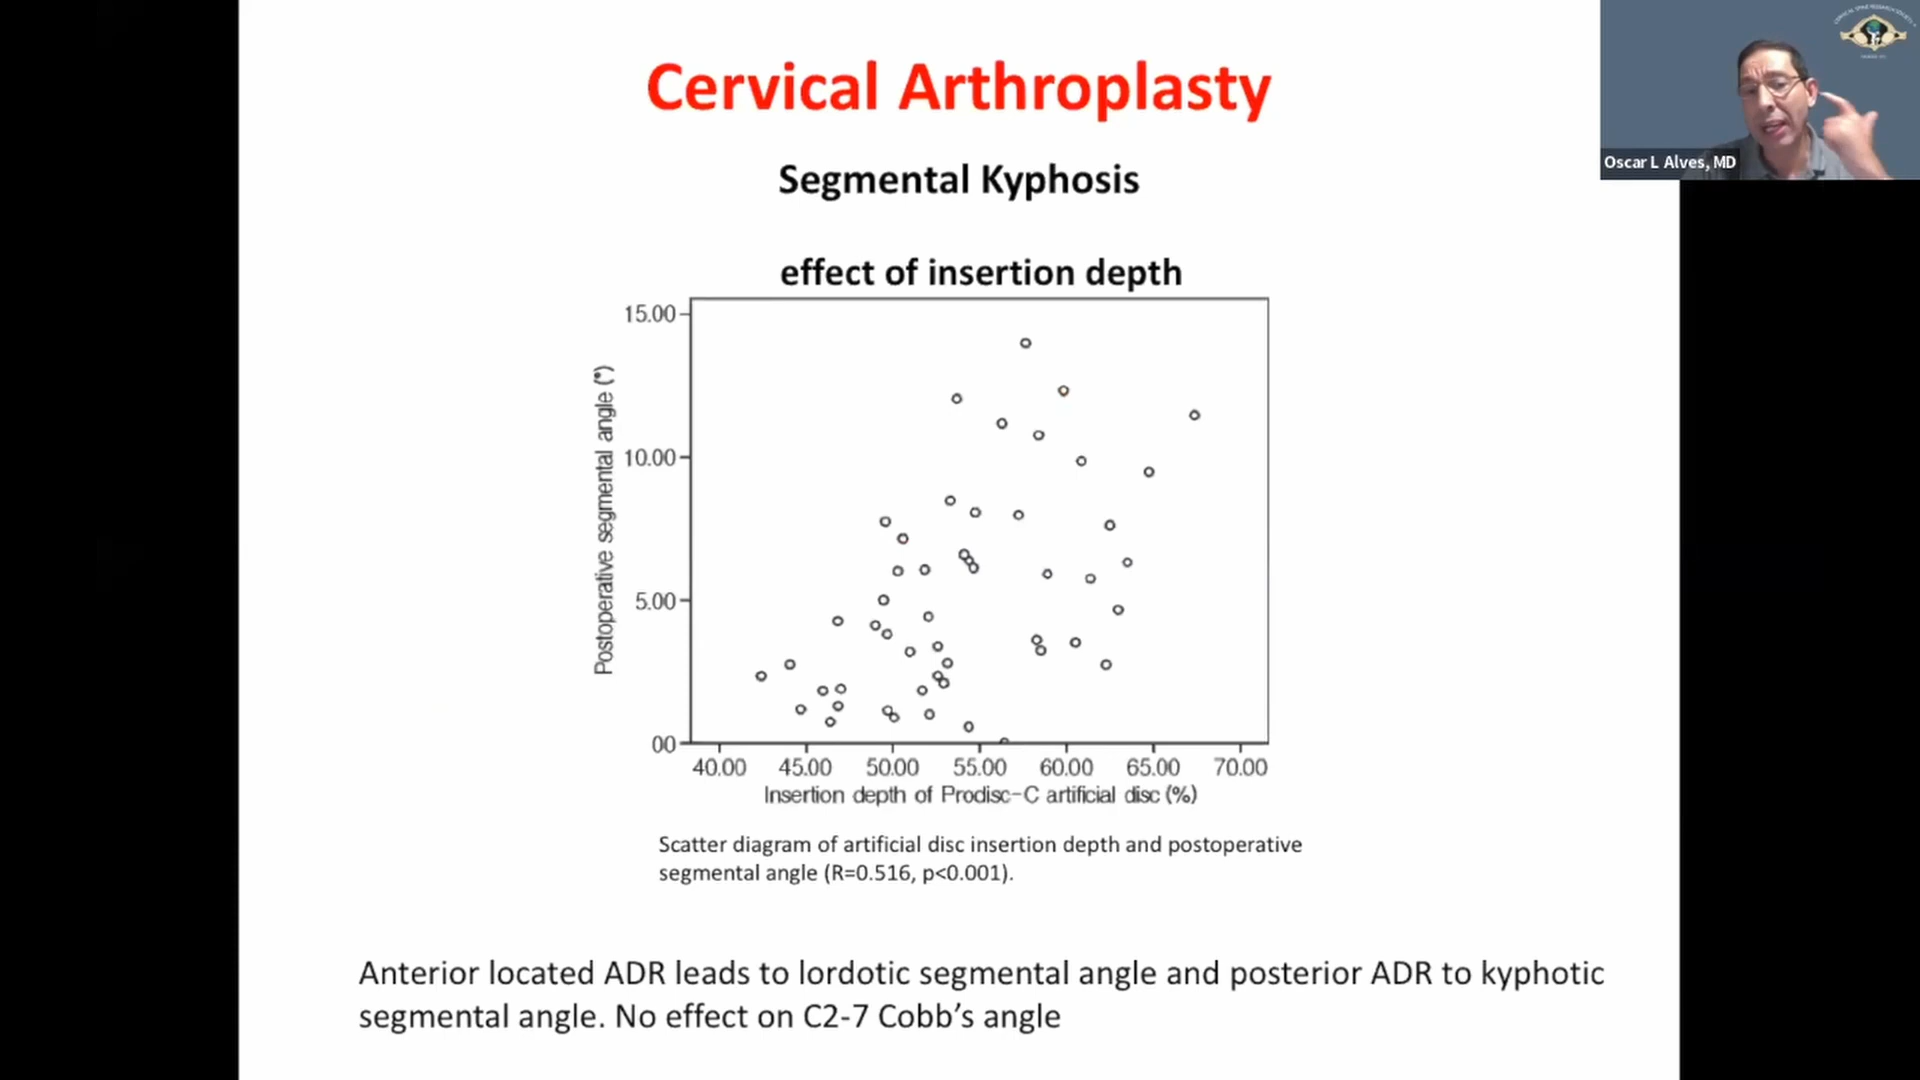 Cervical Arthroplasty
Oscar L Alves, MD
Segmental Kyphosis
effect of insertion depth
15.00
10.00
5.00
00
Postoperative segmental angle (°)
40.00 45.00 50.00 55.00 60.00 65.00 70.00
Insertion depth of Prodisc-C artificial disc (%)
Scatter diagram of artificial disc insertion depth and postoperative
segmental angle (R=0.516, p<0.001).
Anterior located ADR leads to lordotic segmental angle and posterior ADR to kyphotic
segmental angle. No effect on C2-7 Cobb’s angle